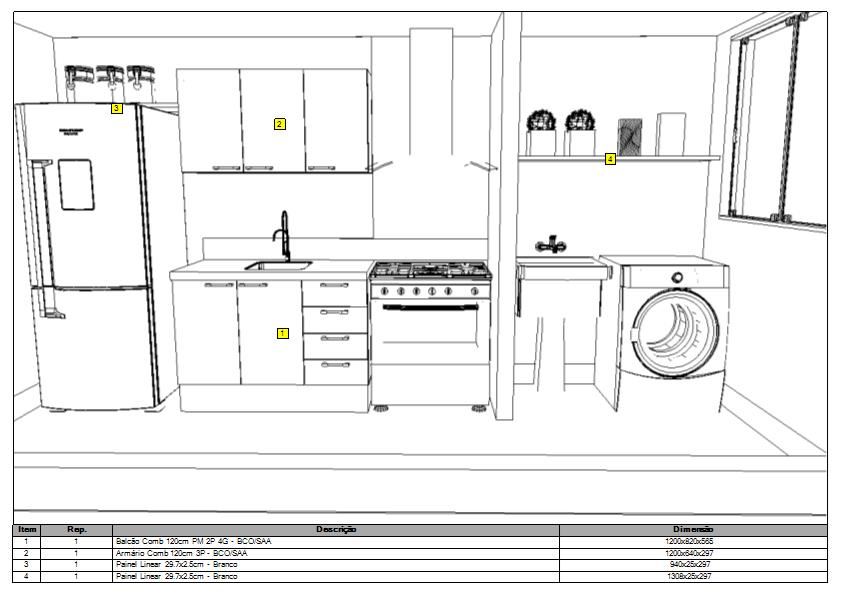 3
2
4
1
Item Rep. Descrição Dimensão
1 1 Balcão Comb 120cm PM 2P 4G - BCO/SAA 1200x820x565
2 1 Armário Comb 120cm 3P - BCO/SAA 1200x640x297
3 1 Painel Linear 29.7x2.5cm - Branco 940x25x297
4 1 Painel Linear 29.7x2.5cm - Branco 1308x25x297